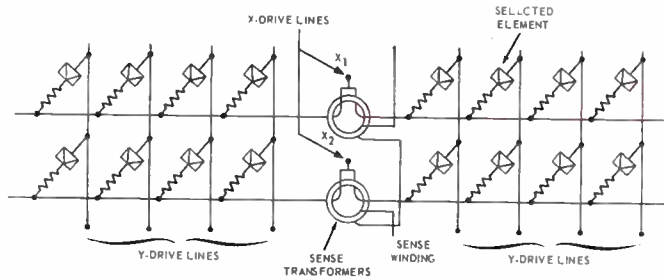 SELECTED
ELEMENT
X-DRIVE LINES
X1
X2
Y-DRIVE LINES
SENSE
TRANSFORMERS
SENSE
WINDING
Y-DRIVE LINES